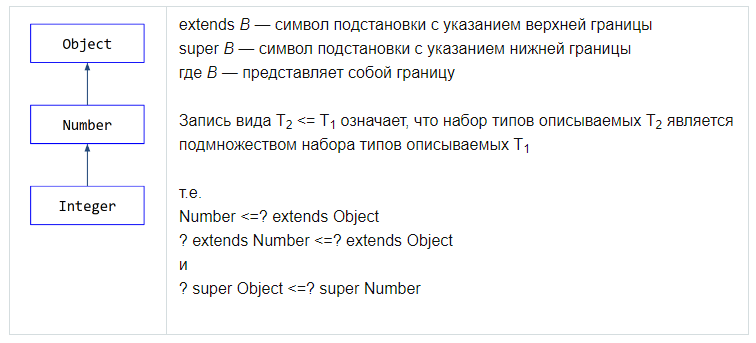 Object
Number
Integer
extends B — символ подстановки с указанием верхней границы
super B — символ подстановки с указанием нижней границы
где B — представляет собой границу
Запись вида T2 <= T1 означает, что набор типов описываемых T2 является
подмножеством набора типов описываемых T1
т.е.
Number <=? extends Object
? extends Number <=? extends Object
и
? super Object <=? super Number